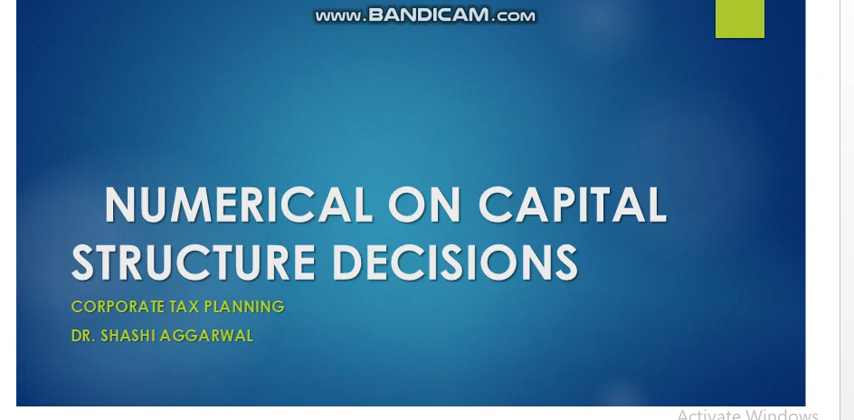 www.BANDICAM.com
NUMERICAL ON CAPITAL
STRUCTURE DECISIONS
CORPORATE TAX PLANNING
DR. SHASHI AGGARWAL
Activate Windows